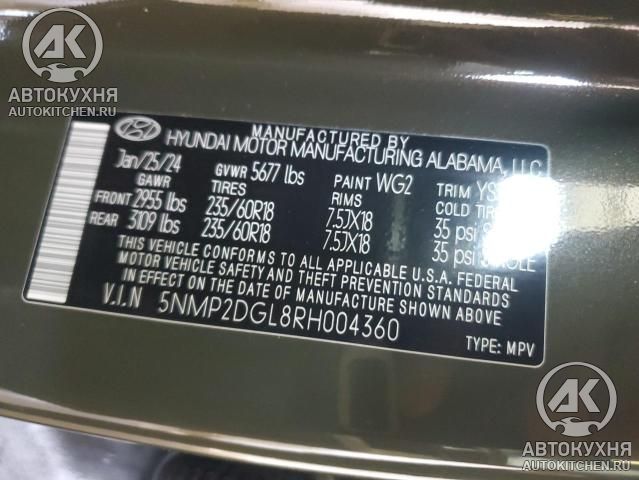 AK
АВТОКУХНЯ
AUTOKITCHEN.RU
MANUFACTURED BY
HYUNDAI MOTOR MANUFACTURING ALABAMA, LLC
Jan/25/24 GVWR 5677 lbs PAINT WG2 TRIM
GAWR TIRES RIMS COLD
FRONT 2955 lbs 235/60R18 7.5JX18 35 psi
REAR 3109 lbs 235/60R18 7.5JX18 35 psi
THIS VEHICLE CONFORMS TO ALL APPLICABLE U.S.A. FEDERAL
MOTOR VEHICLE SAFETY AND THEFT PREVENTION STANDARDS
IN EFFECT ON THE DATE OF MANUFACTURE SHOWN ABOVE.
V.I.N 5NMP2DGL8RH004360
TYPE: MPV
AK
АВТОКУХНЯ
AUTOKITCHEN.RU